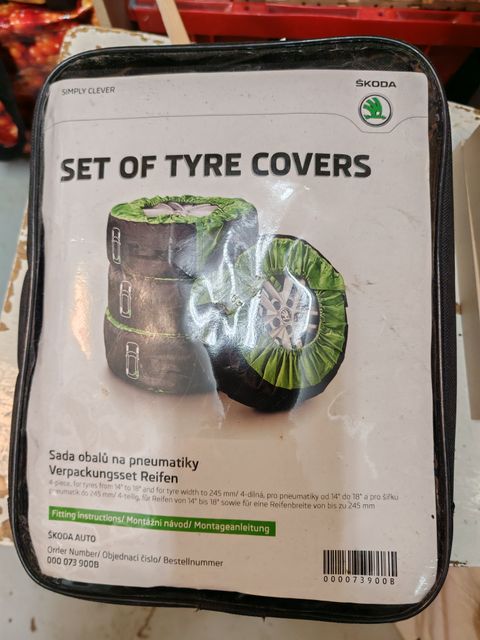 SIMPLY CLEVER
ŠKODA
SET OF TYRE COVERS
Sada obalů na pneumatiky
Verpackungsset Reifen
4-piece, for tyres from 14" to 18" and for tyre width to 245 mm/ 4-dílná, pro pneumatiky od 14" do 18" a pro šířku
pneumatik do 245 mm/ 4-teilig, für Reifen von 14" bis 18" sowie für eine Reifenbreite von bis zu 245 mm
Fitting instructions/ Montážní návod/ Montageanleitung
ŠKODA AUTO
Order Number/ Objednací číslo/ Bestellnummer
000 073 900B
000073900B